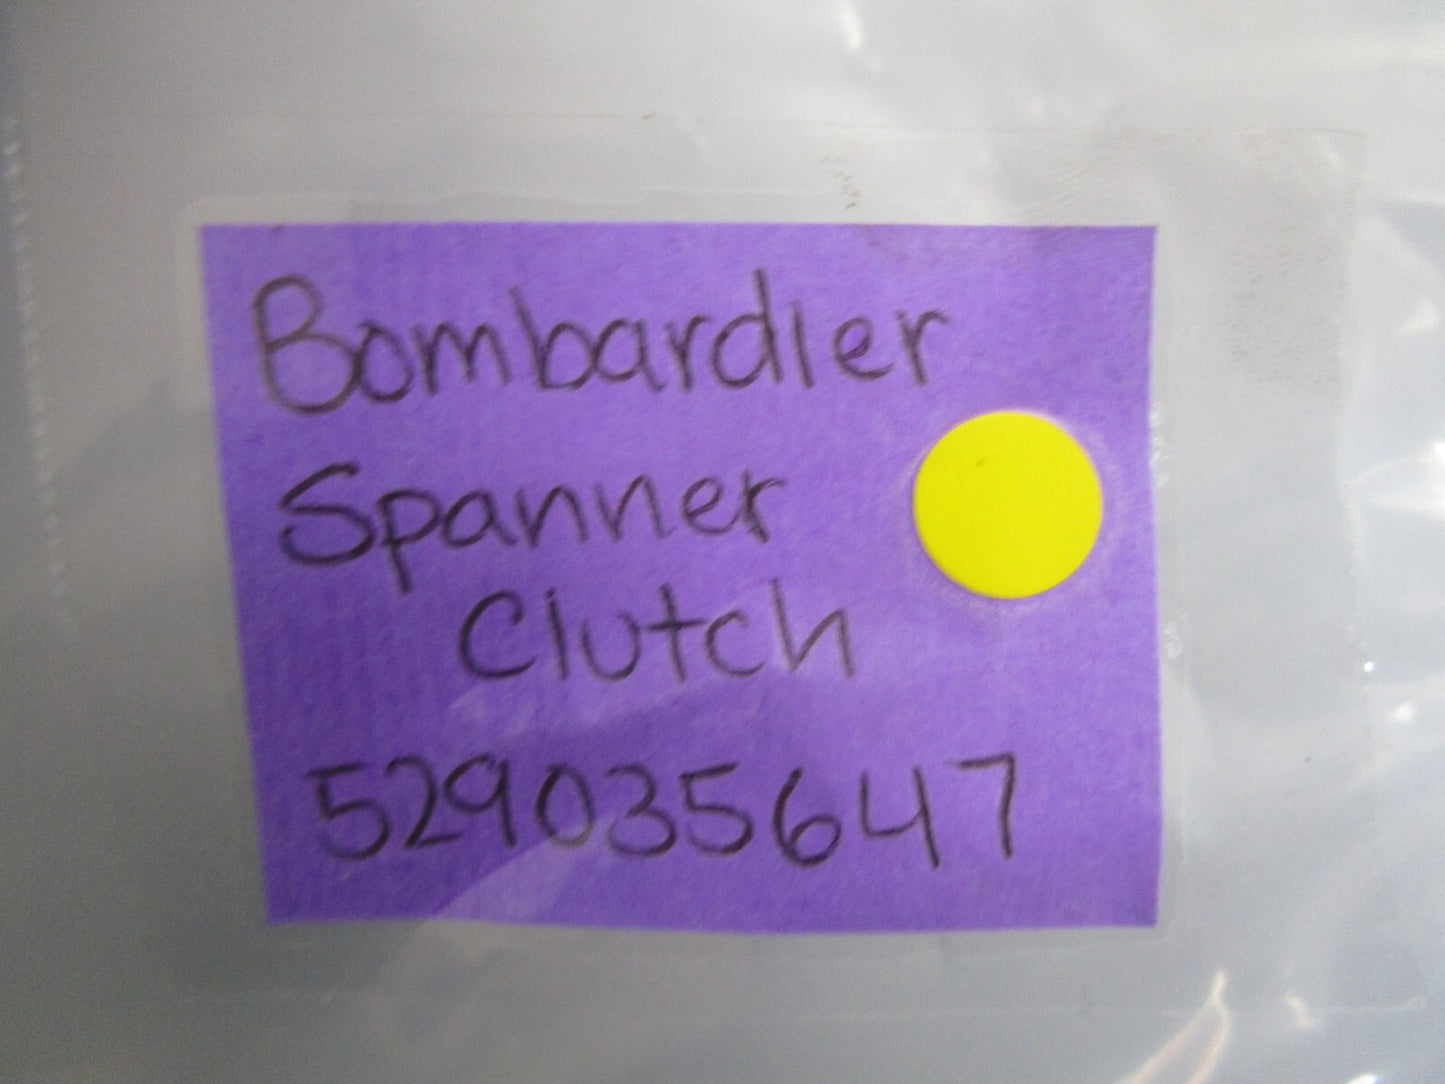 Bombardier
Spanner
Clutch
529035647